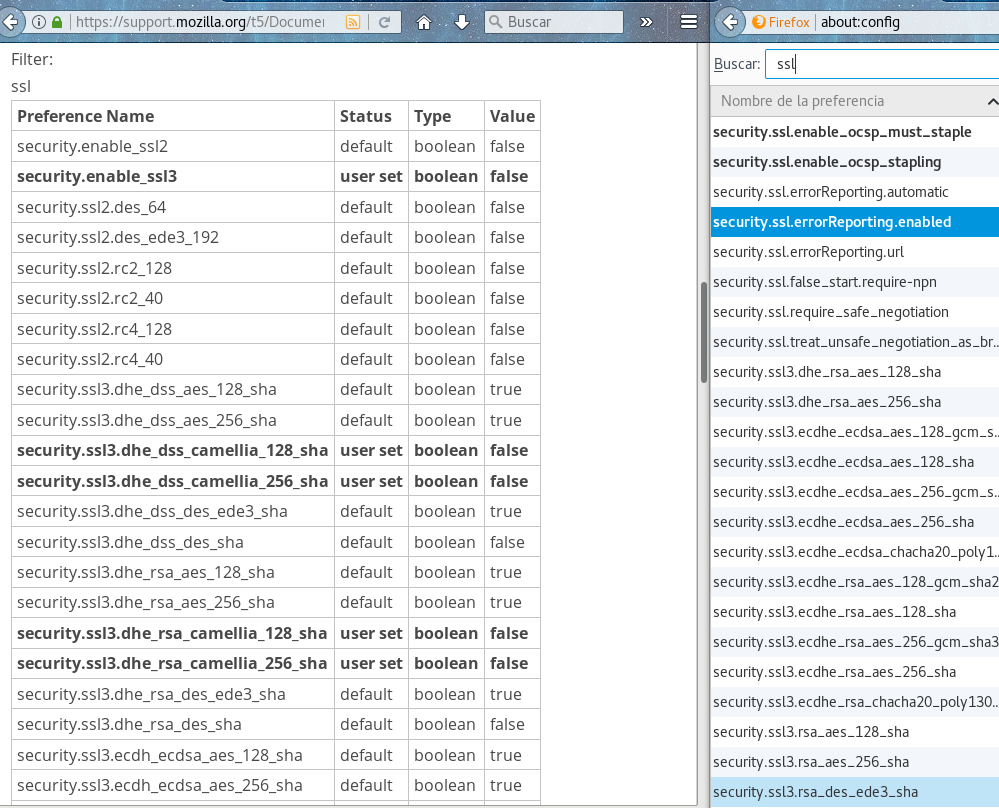 https://support.mozilla.org/t5/Documen
Buscar
Filter:
ssl
Preference Name Status Type Value
security.enable_ssl2 default boolean false
security.enable_ssl3 user set boolean false
security.ssl2.des_64 default boolean false
security.ssl2.des_ede3_192 default boolean false
security.ssl2.rc2_128 default boolean false
security.ssl2.rc2_40 default boolean false
security.ssl2.rc4_128 default boolean false
security.ssl2.rc4_40 default boolean false
security.ssl3.dhe_dss_aes_128_sha default boolean true
security.ssl3.dhe_dss_aes_256_sha default boolean true
security.ssl3.dhe_dss_camellia_128_sha user set boolean false
security.ssl3.dhe_dss_camellia_256_sha user set boolean false
security.ssl3.dhe_dss_des_ede3_sha default boolean true
security.ssl3.dhe_dss_des_sha default boolean false
security.ssl3.dhe_rsa_aes_128_sha default boolean true
security.ssl3.dhe_rsa_aes_256_sha default boolean true
security.ssl3.dhe_rsa_camellia_128_sha user set boolean false
security.ssl3.dhe_rsa_camellia_256_sha user set boolean false
security.ssl3.dhe_rsa_des_ede3_sha default boolean true
security.ssl3.dhe_rsa_des_sha default boolean false
security.ssl3.ecdh_ecdsa_aes_128_sha default boolean true
security.ssl3.ecdh_ecdsa_aes_256_sha default boolean true
Firefox about:config
Buscar: ssl
Nombre de la preferencia
security.ssl.enable_ocsp_must_staple
security.ssl.enable_ocsp_stapling
security.ssl.errorReporting.automatic
security.ssl.errorReporting.enabled
security.ssl.errorReporting.url
security.ssl.false_start.require-npn
security.ssl.require_safe_negotiation
security.ssl.treat_unsafe_negotiation_as_br...
security.ssl3.dhe_rsa_aes_128_sha
security.ssl3.dhe_rsa_aes_256_sha
security.ssl3.ecdhe_ecdsa_aes_128_gcm_s...
security.ssl3.ecdhe_ecdsa_aes_128_sha
security.ssl3.ecdhe_ecdsa_aes_256_gcm_s...
security.ssl3.ecdhe_ecdsa_aes_256_sha
security.ssl3.ecdhe_ecdsa_chacha20_poly1...
security.ssl3.ecdhe_rsa_aes_128_gcm_sha2
security.ssl3.ecdhe_rsa_aes_128_sha
security.ssl3.ecdhe_rsa_aes_256_gcm_sha3
security.ssl3.ecdhe_rsa_aes_256_sha
security.ssl3.ecdhe_rsa_chacha20_poly130...
security.ssl3.rsa_aes_128_sha
security.ssl3.rsa_aes_256_sha
security.ssl3.rsa_des_ede3_sha